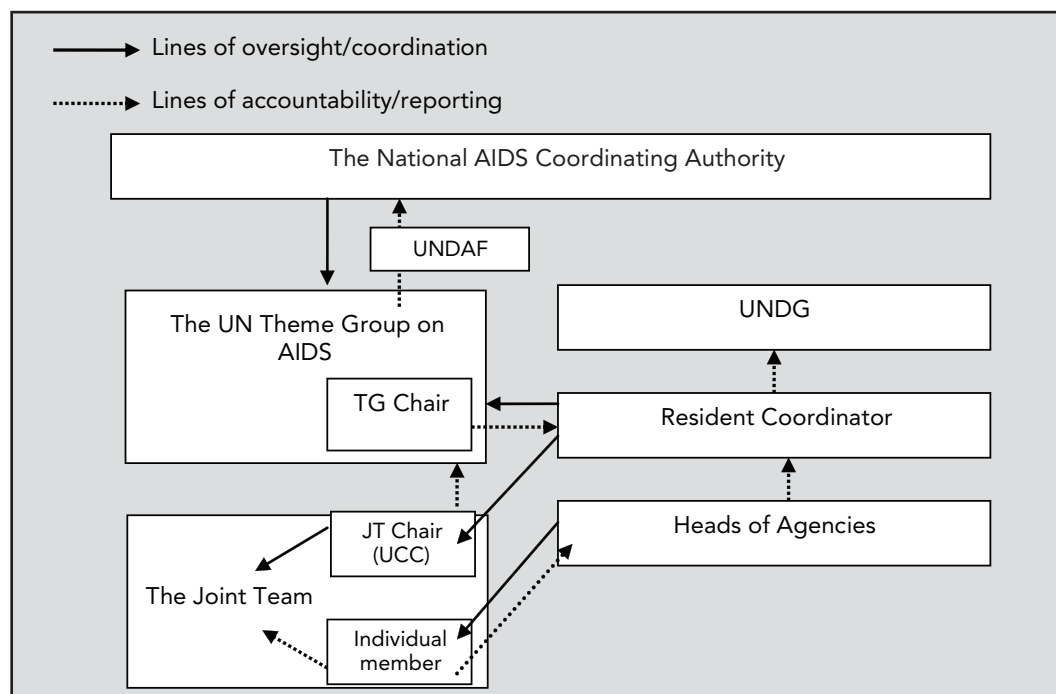 Lines of oversight/coordination
Lines of accountability/reporting
The National AIDS Coordinating Authority
UNDAF
The UN Theme Group on
AIDS
TG Chair
UNDG
Resident Coordinator
Heads of Agencies
JT Chair
(UCC)
The Joint Team
Individual
member